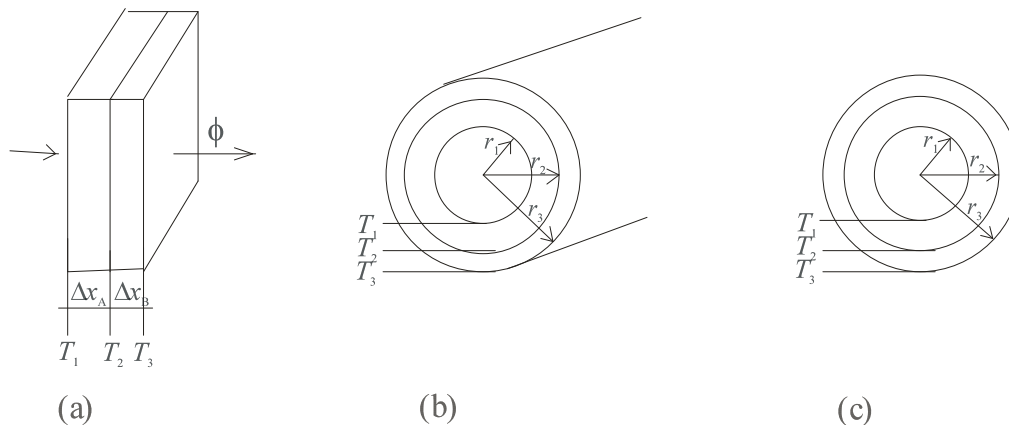 ϕ
Δx_A Δx_B
T_1 T_2 T_3
(a)
r_1
r_2
r_3
T_1
T_2
T_3
(b)
r_1
r_2
r_3
T_1
T_2
T_3
(c)